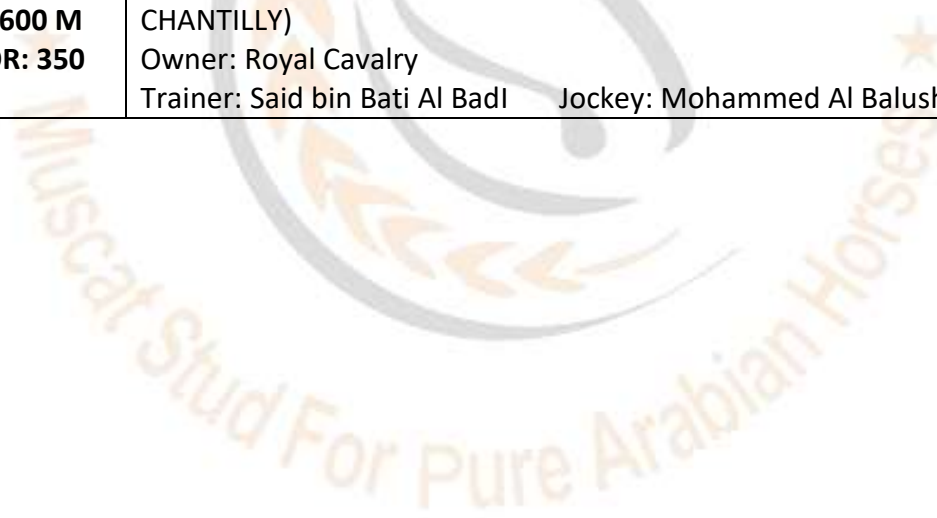 600 M
CHANTILLY)
R: 350
Owner: Royal Cavalry
Trainer: Said bin Bati Al BadI Jockey: Mohammed Al Balush
Muscat Stud For Pure Arabian Horses